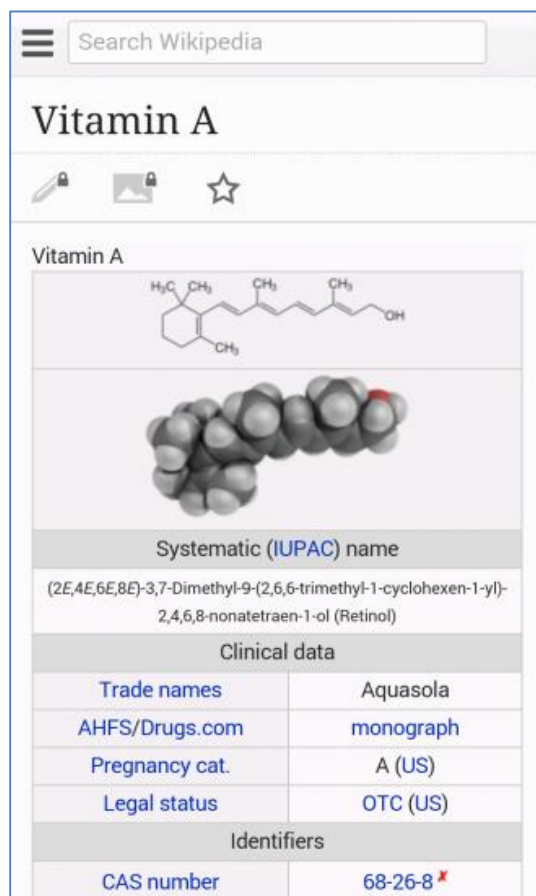 Search Wikipedia
Vitamin A
Vitamin A
H₃C CH₃ CH₃ CH₃
OH
CH₃
Systematic (IUPAC) name
(2E,4E,6E,8E)-3,7-Dimethyl-9-(2,6,6-trimethyl-1-cyclohexen-1-yl)-
2,4,6,8-nonatetraen-1-ol (Retinol)
Clinical data
Trade names Aquasola
AHFS/Drugs.com monograph
Pregnancy cat. A (US)
Legal status OTC (US)
Identifiers
CAS number 68-26-8 ✗